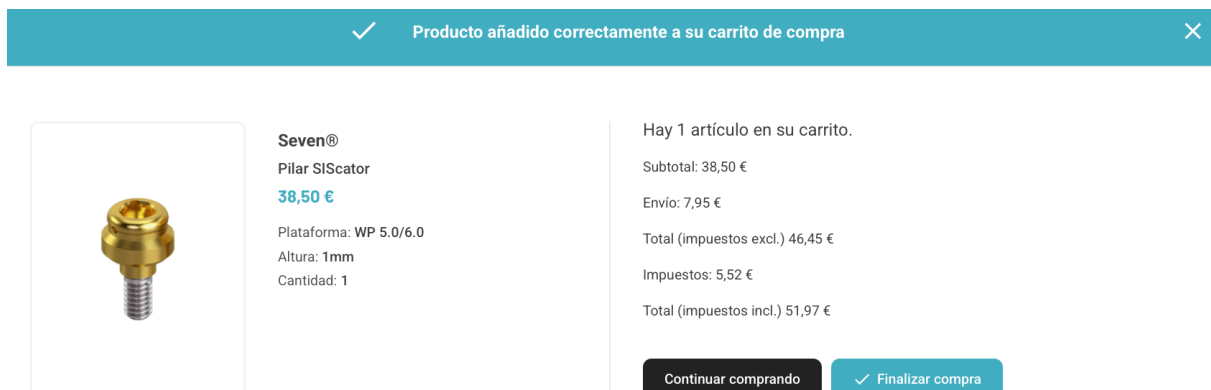 Producto añadido correctamente a su carrito de compra
Seven®
Pilar SIScator
38,50 €
Plataforma: WP 5.0/6.0
Altura: 1mm
Cantidad: 1
Hay 1 artículo en su carrito.
Subtotal: 38,50 €
Envío: 7,95 €
Total (impuestos excl.) 46,45 €
Impuestos: 5,52 €
Total (impuestos incl.) 51,97 €
Continuar comprando
Finalizar compra